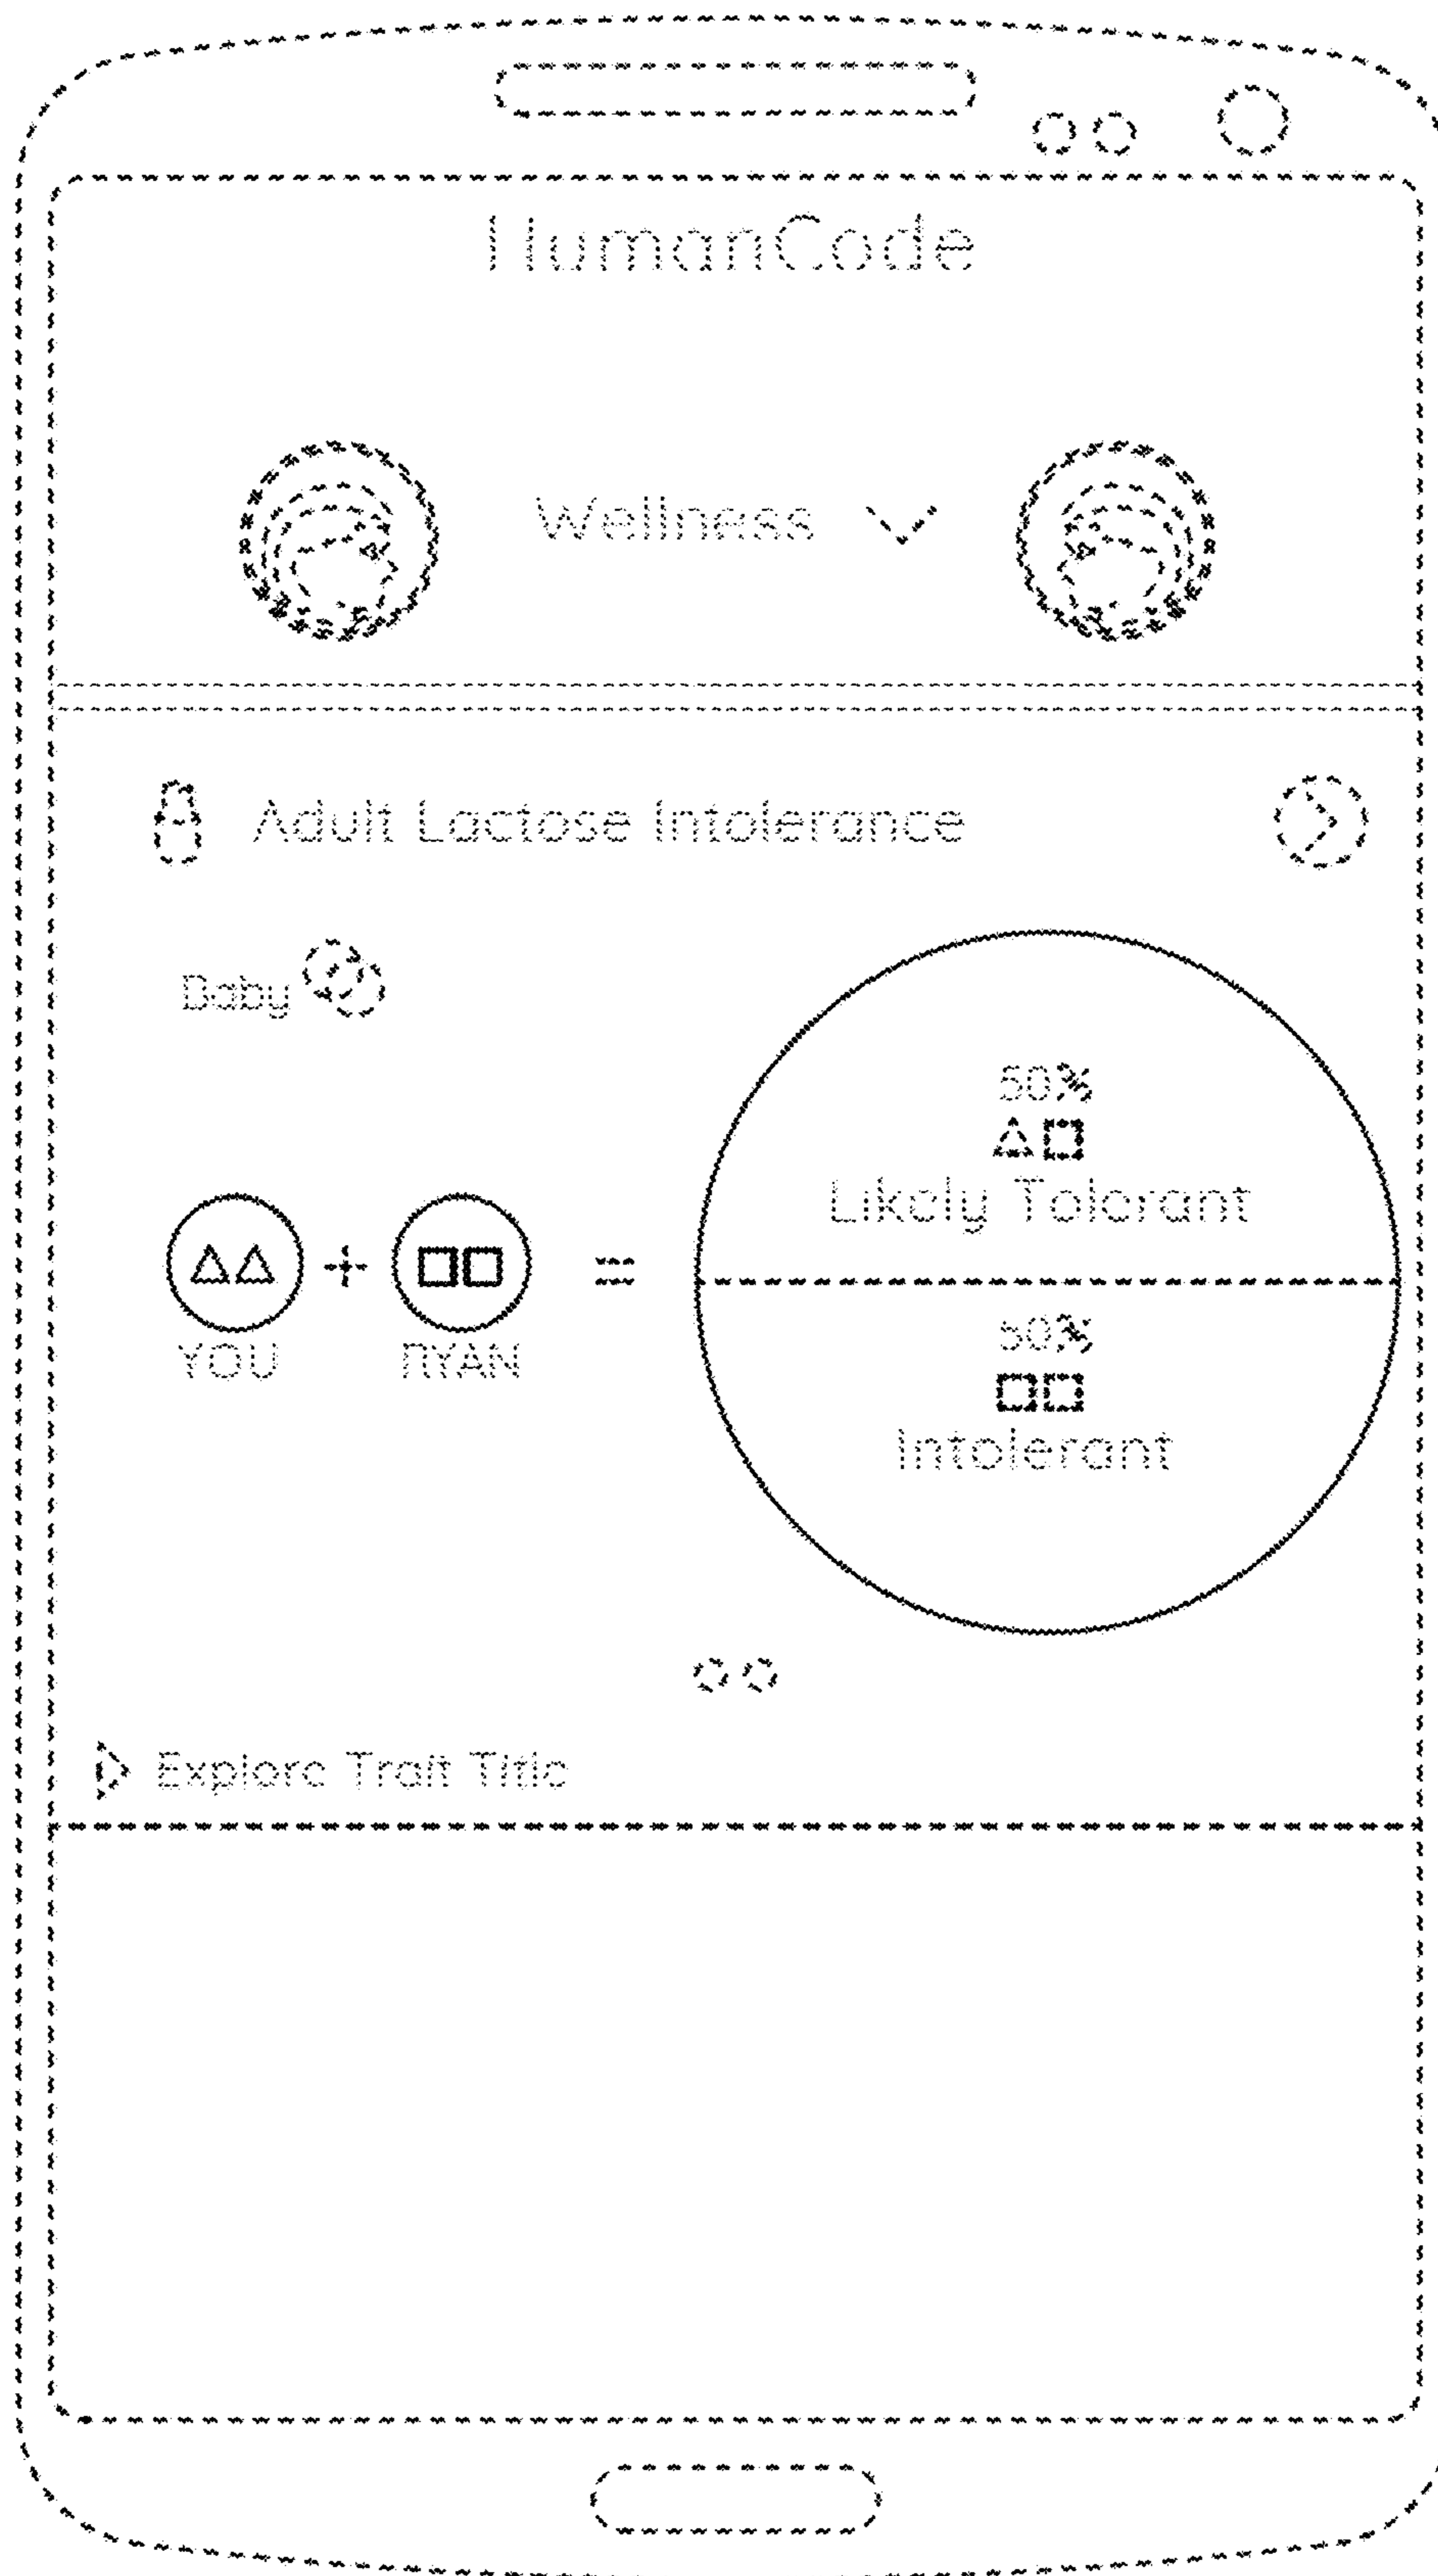 HumanCode
Wellness
Adult Lactose Intolerance
Baby
50%
Likely Tolerant
+ =
YOU RYAN
50%
Intolerant
Explore Trait Title